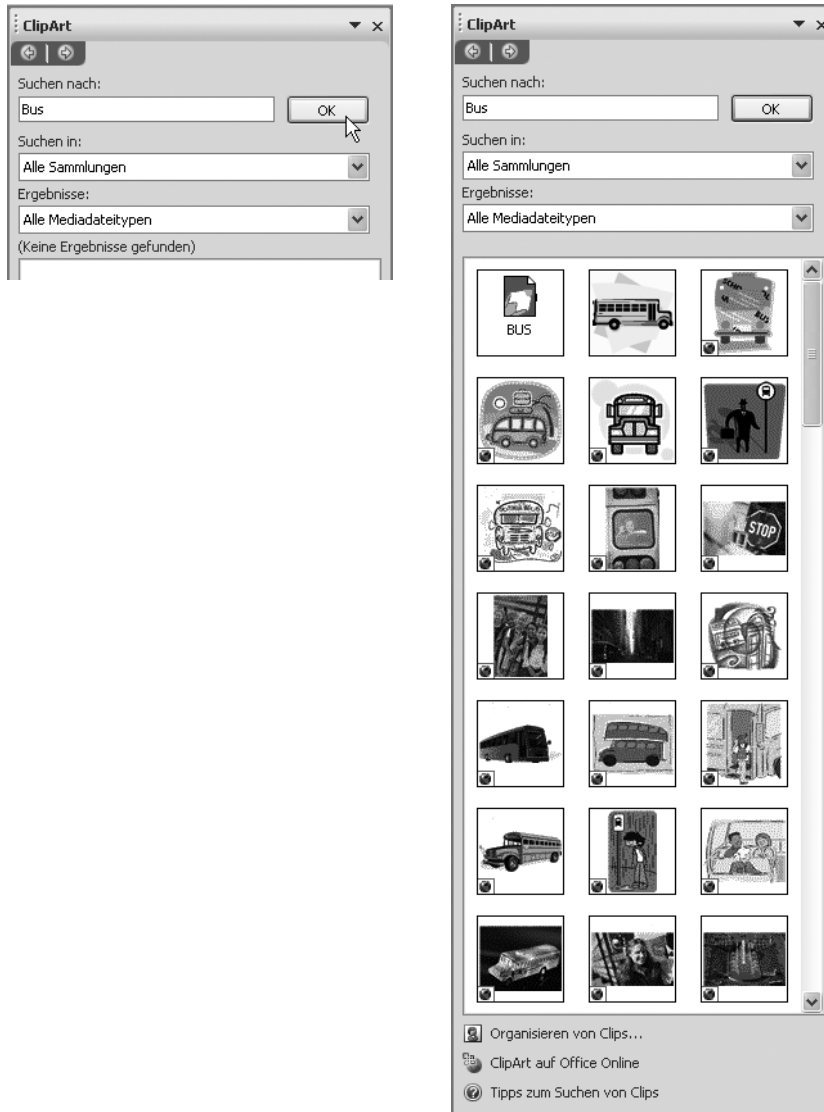 ClipArt
Suchen nach:
Bus
OK
Suchen in:
Alle Sammlungen
Ergebnisse:
Alle Mediadateitypen
(Keine Ergebnisse gefunden)
ClipArt
Suchen nach:
Bus
OK
Suchen in:
Alle Sammlungen
Ergebnisse:
Alle Mediadateitypen
BUS
BUS
STOP
Organisieren von Clips...
ClipArt auf Office Online
Tipps zum Suchen von Clips